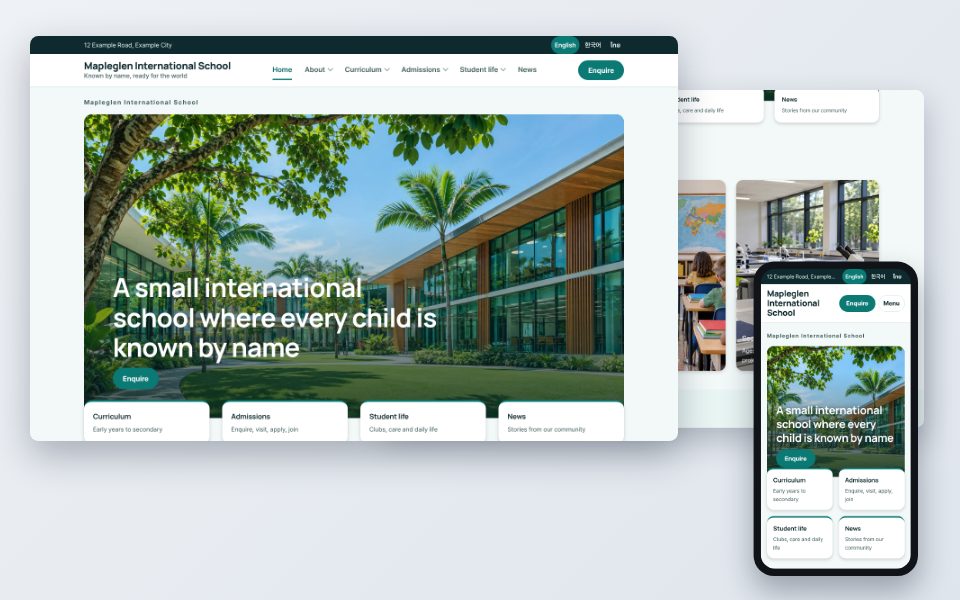 12 Example Road, Example City
English 한국어 ไทย
Mapleglen International School
Known by name, ready for the world
Home About Curriculum Admissions Student life News
Enquire
Mapleglen International School
A small international
school where every child is
known by name
Enquire
Curriculum
Early years to secondary
Admissions
Enquire, visit, apply, join
Student life
Clubs, care and daily life
News
Stories from our community
dent life
, care and daily life
News
Stories from our community
12 Example Road, Example...
English 한국어 ไทย
Mapleglen
International
School
Enquire
Menu
Mapleglen International School
A small international
school where every
child is known by name
Enquire
Curriculum
Early years to
secondary
Admissions
Enquire, visit, apply,
join
Student life
Clubs, care and daily
life
News
Stories from our
community